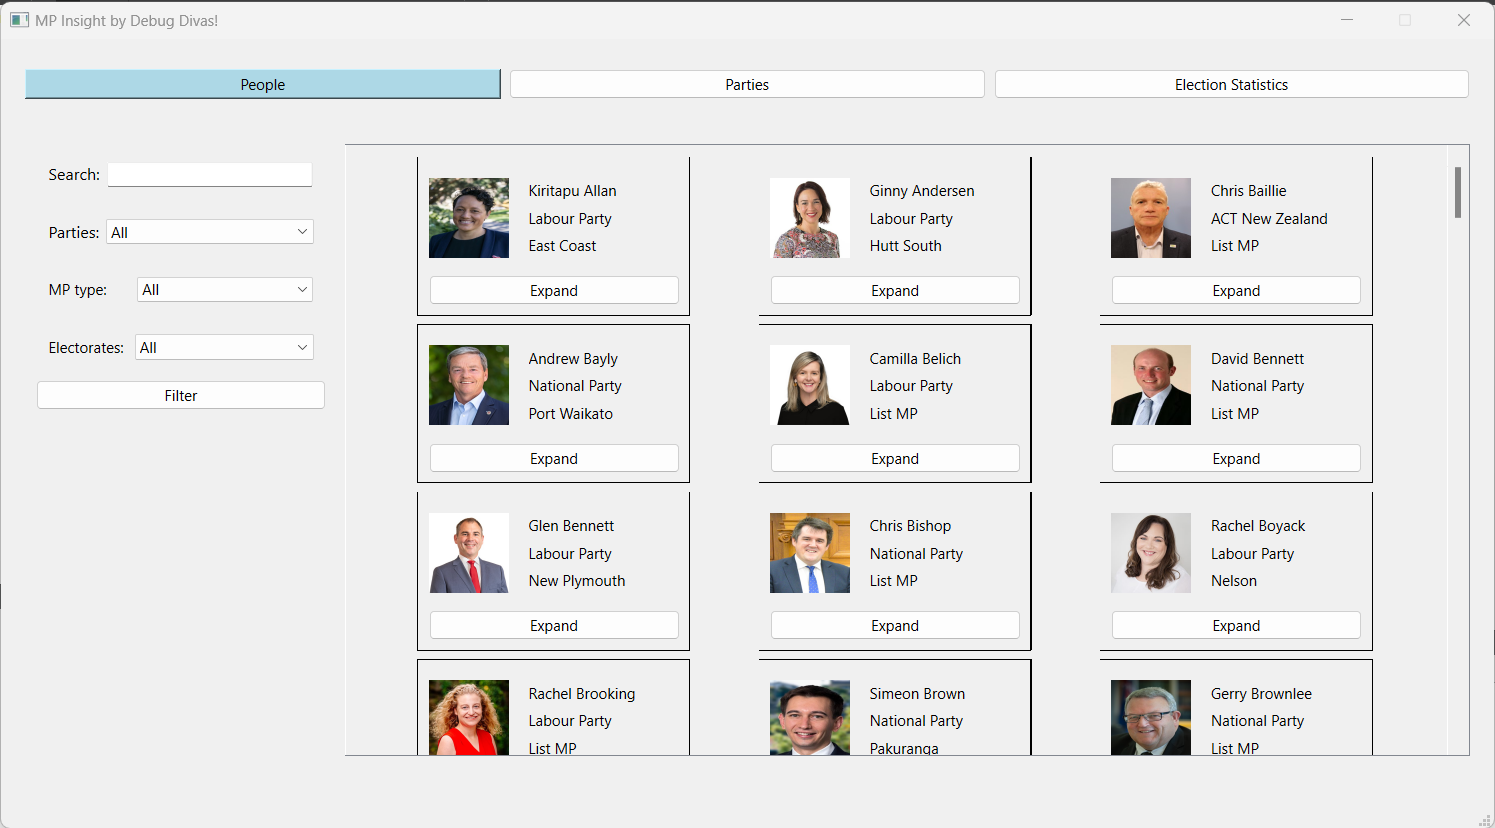 MP Insight by Debug Divas!
People
Parties
Election Statistics
Search:
Parties: All
MP type: All
Electorates: All
Filter
Kiritapu Allan
Labour Party
East Coast
Expand
Ginny Andersen
Labour Party
Hutt South
Expand
Chris Baillie
ACT New Zealand
List MP
Expand
Andrew Bayly
National Party
Port Waikato
Expand
Camilla Belich
Labour Party
List MP
Expand
David Bennett
National Party
List MP
Expand
Glen Bennett
Labour Party
New Plymouth
Expand
Chris Bishop
National Party
List MP
Expand
Rachel Boyack
Labour Party
Nelson
Expand
Rachel Brooking
Labour Party
List MP
Simeon Brown
National Party
Pakuranga
Gerry Brownlee
National Party
List MP